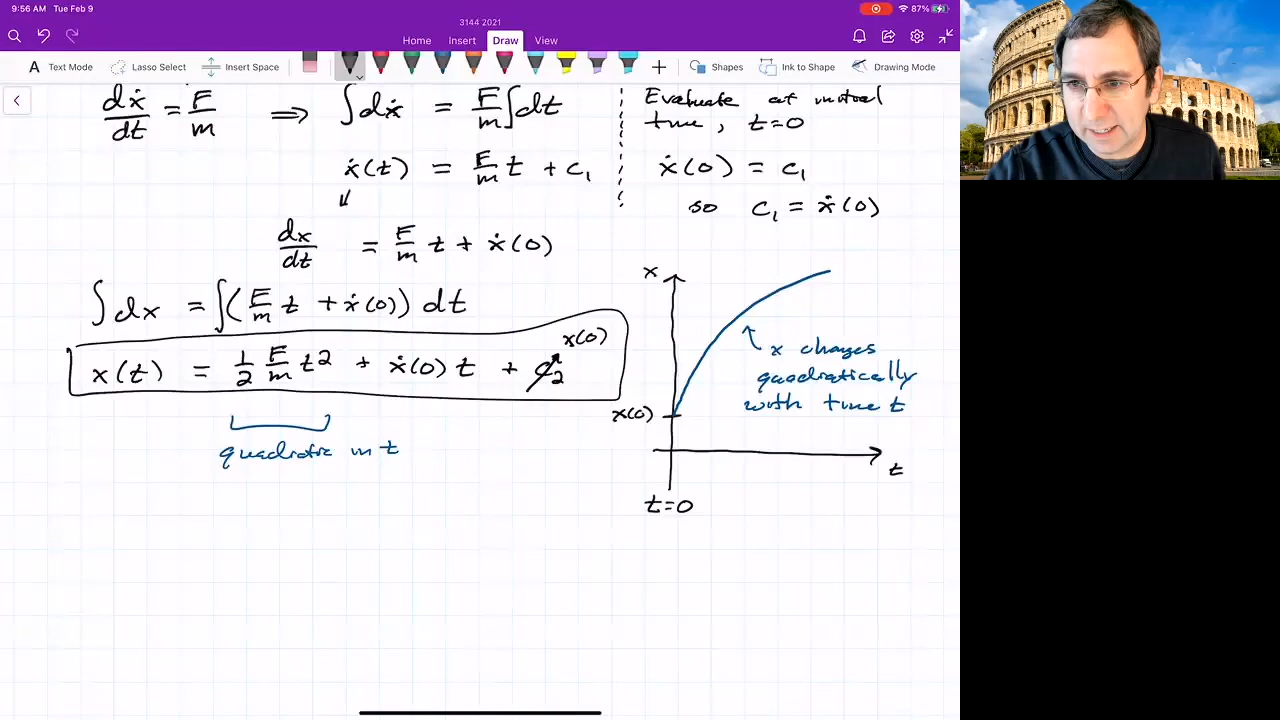 9:56 AM Tue Feb 9
87%
3144 2021
Home Insert Draw View
Text Mode Lasso Select Insert Space Shapes Ink to Shape Drawing Mode
dẋ/dt = F/m ⟹ ∫dẋ = F/m ∫dt
ẋ(t) = F/m t + c₁
dx/dt = F/m t + ẋ(0)
∫dx = ∫(F/m t + ẋ(0)) dt
x(t) = 1/2 F/m t² + ẋ(0) t + c₂ x(0)
quadratic in t
Evaluate at initial
time, t=0
ẋ(0) = c₁
so c₁ = ẋ(0)
x
x changes
quadratically
with time t
x(0)
t
t=0